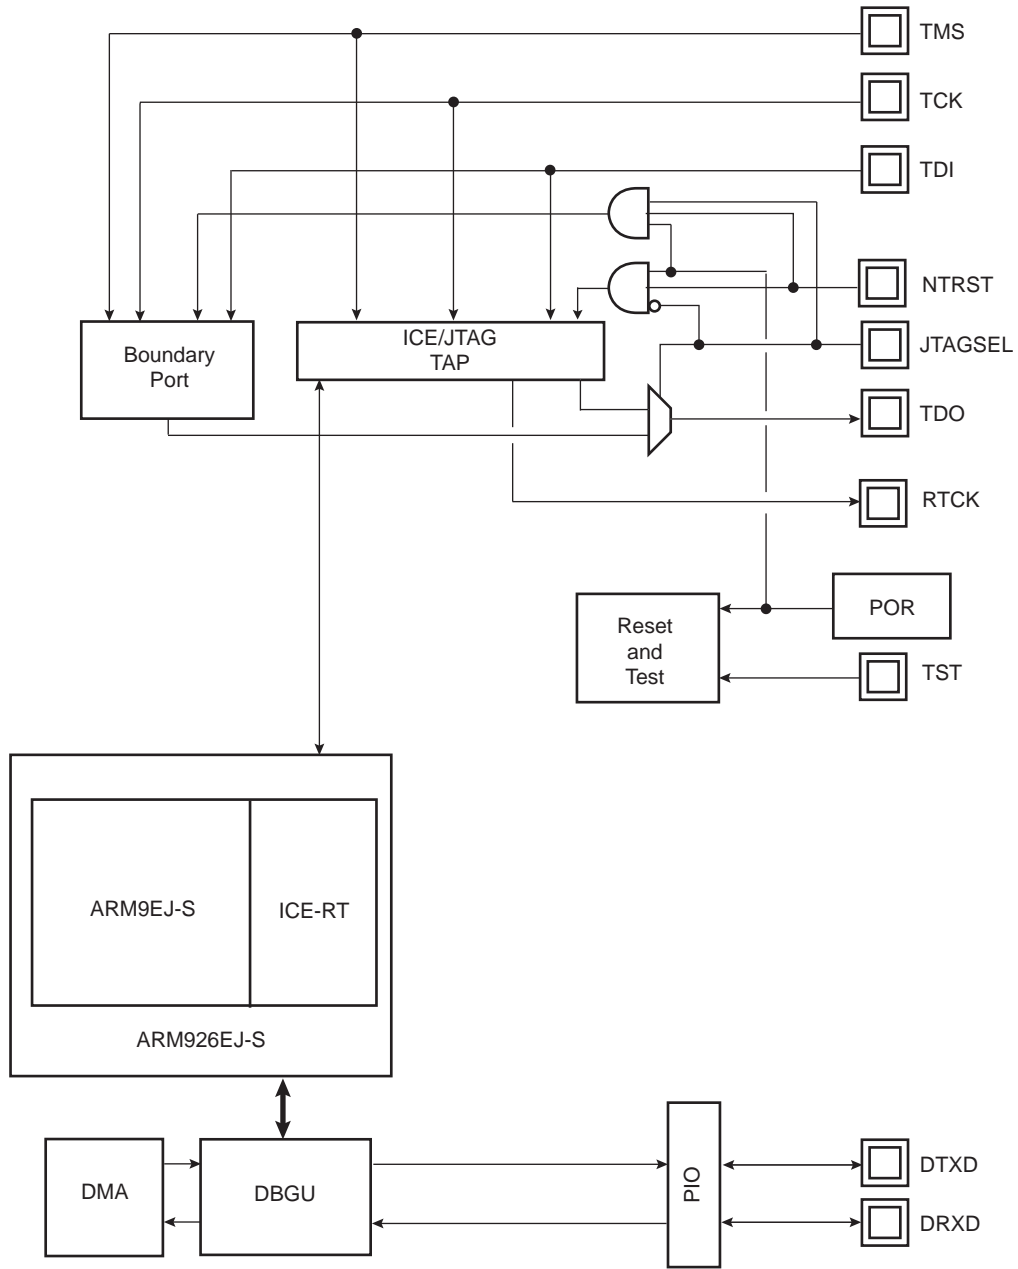 TMS
TCK
TDI
NTRST
Boundary
Port
ICE/JTAG
TAP
JTAGSEL
TDO
RTCK
POR
Reset
and
Test
TST
ARM9EJ-S
ICE-RT
ARM926EJ-S
DMA
DBGU
PIO
DTXD
DRXD